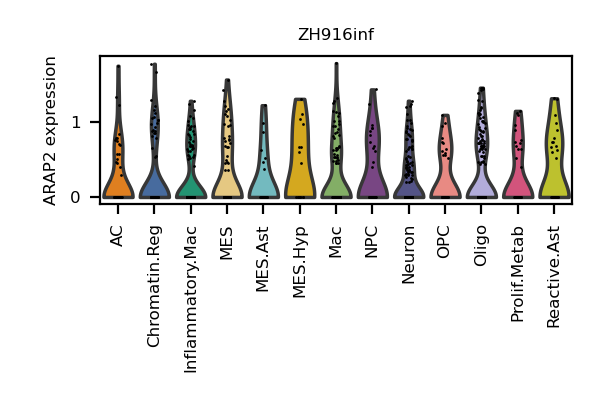 ZH916inf
ARAP2 expression
1
0
AC
Chromatin.Reg
Inflammatory.Mac
MES
MES.Ast
MES.Hyp
Mac
NPC
Neuron
OPC
Oligo
Prolif.Metab
Reactive.Ast